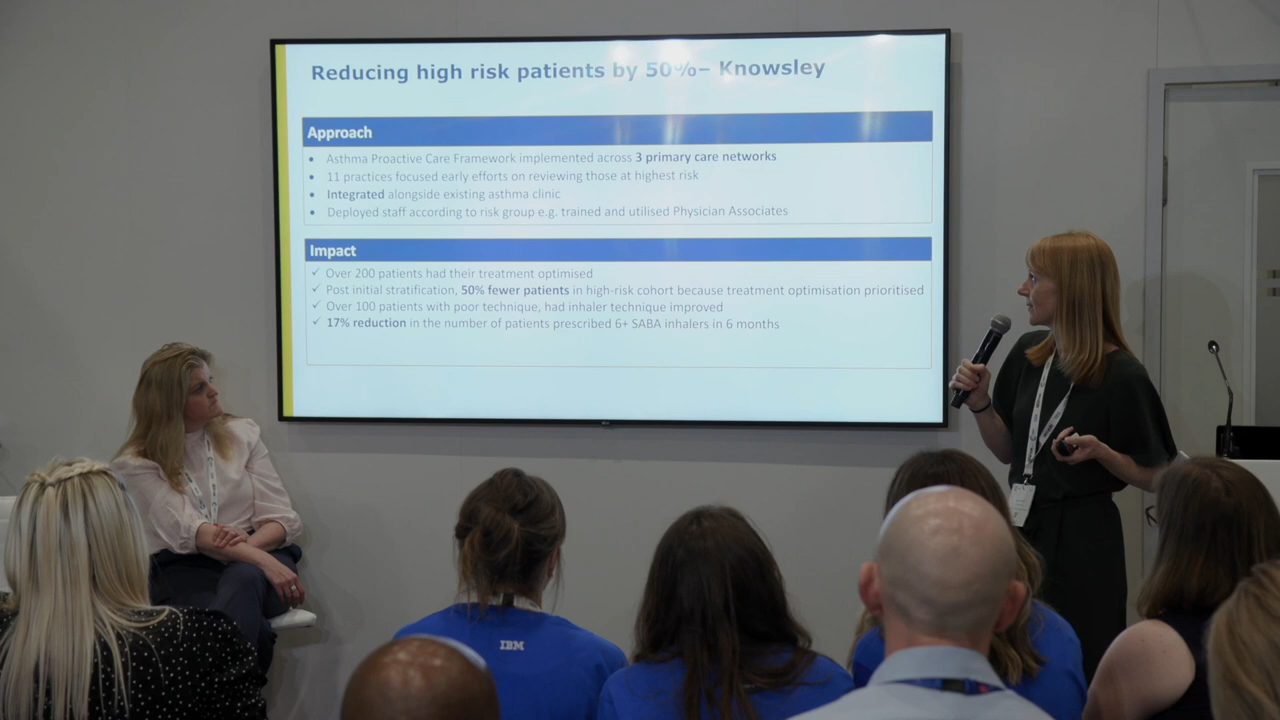 Reducing high risk patients by 50%– Knowsley
Approach
• Asthma Proactive Care Framework implemented across 3 primary care networks
• 11 practices focused early efforts on reviewing those at highest risk
• Integrated alongside existing asthma clinic
• Deployed staff according to risk group e.g. trained and utilised Physician Associates
Impact
✓ Over 200 patients had their treatment optimised
✓ Post initial stratification, 50% fewer patients in high-risk cohort because treatment optimisation prioritised
✓ Over 100 patients with poor technique, had inhaler technique improved
✓ 17% reduction in the number of patients prescribed 6+ SABA inhalers in 6 months
IBM